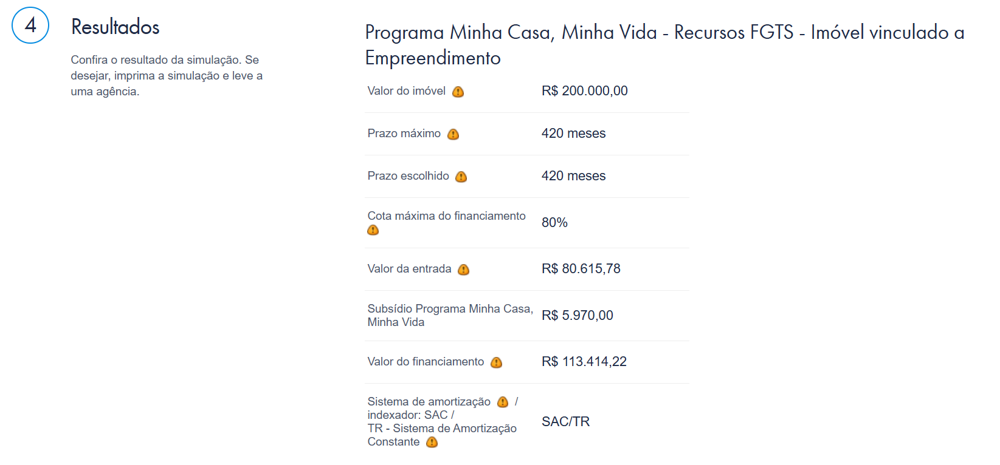 4
Resultados
Confira o resultado da simulação. Se
desejar, imprima a simulação e leve a
uma agência.
Programa Minha Casa, Minha Vida - Recursos FGTS - Imóvel vinculado a
Empreendimento
Valor do imóvel R$ 200.000,00
Prazo máximo 420 meses
Prazo escolhido 420 meses
Cota máxima do financiamento 80%
Valor da entrada R$ 80.615,78
Subsídio Programa Minha Casa,
Minha Vida R$ 5.970,00
Valor do financiamento R$ 113.414,22
Sistema de amortização /
indexador: SAC /
TR - Sistema de Amortização
Constante SAC/TR